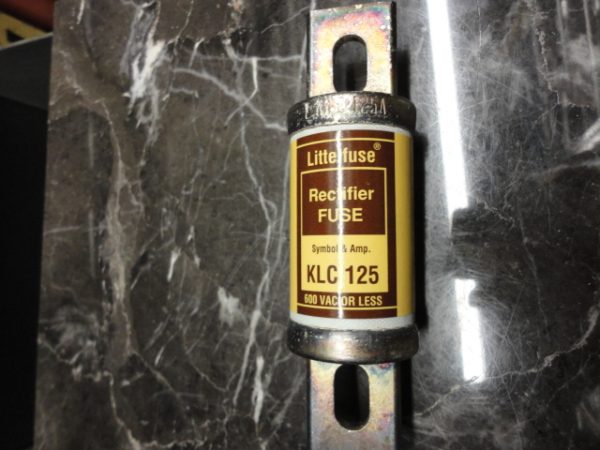 Littelfuse®
Rectifier
FUSE
Symbol & Amp.
KLC 125
600 VAC OR LESS